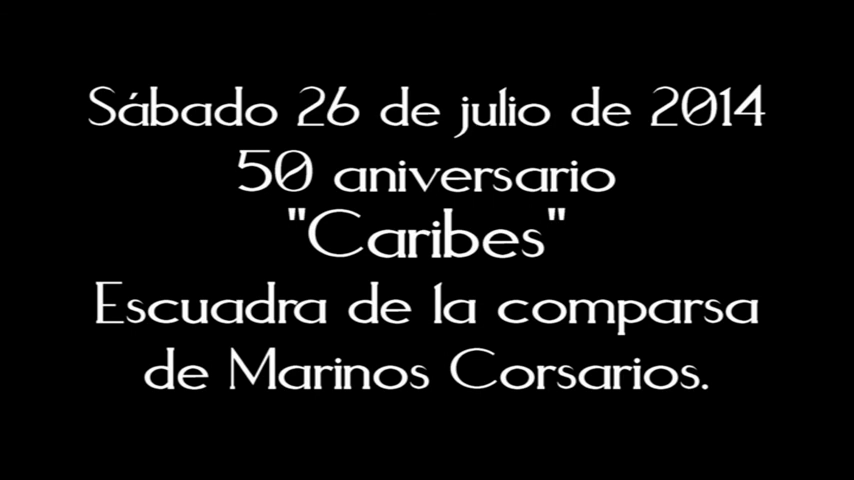 Sábado 26 de julio de 2014
50 aniversario
"Caribes"
Escuadra de la comparsa
de Marinos Corsarios.